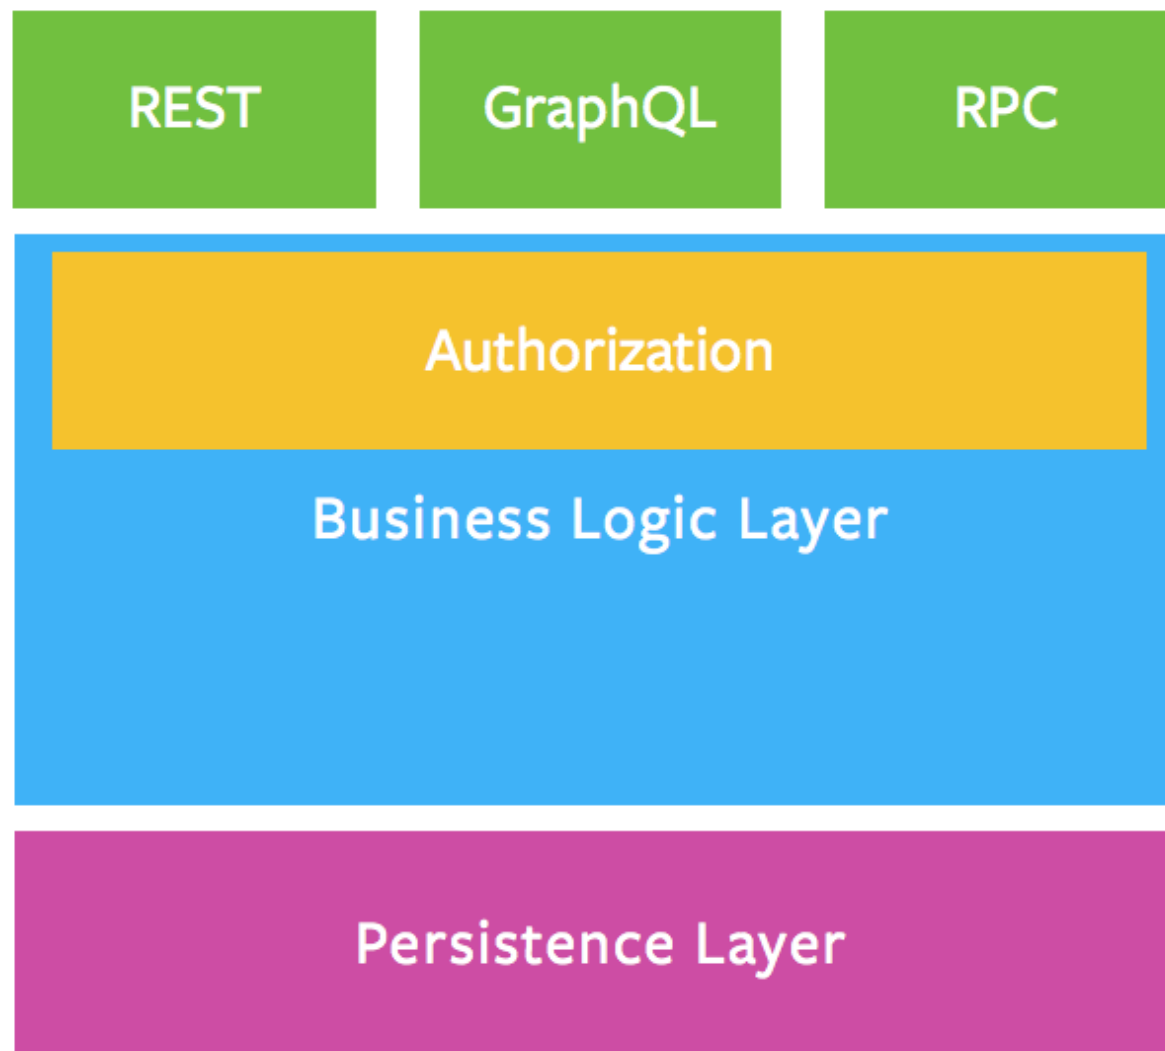 REST
GraphQL
RPC
Authorization
Business Logic Layer
Persistence Layer